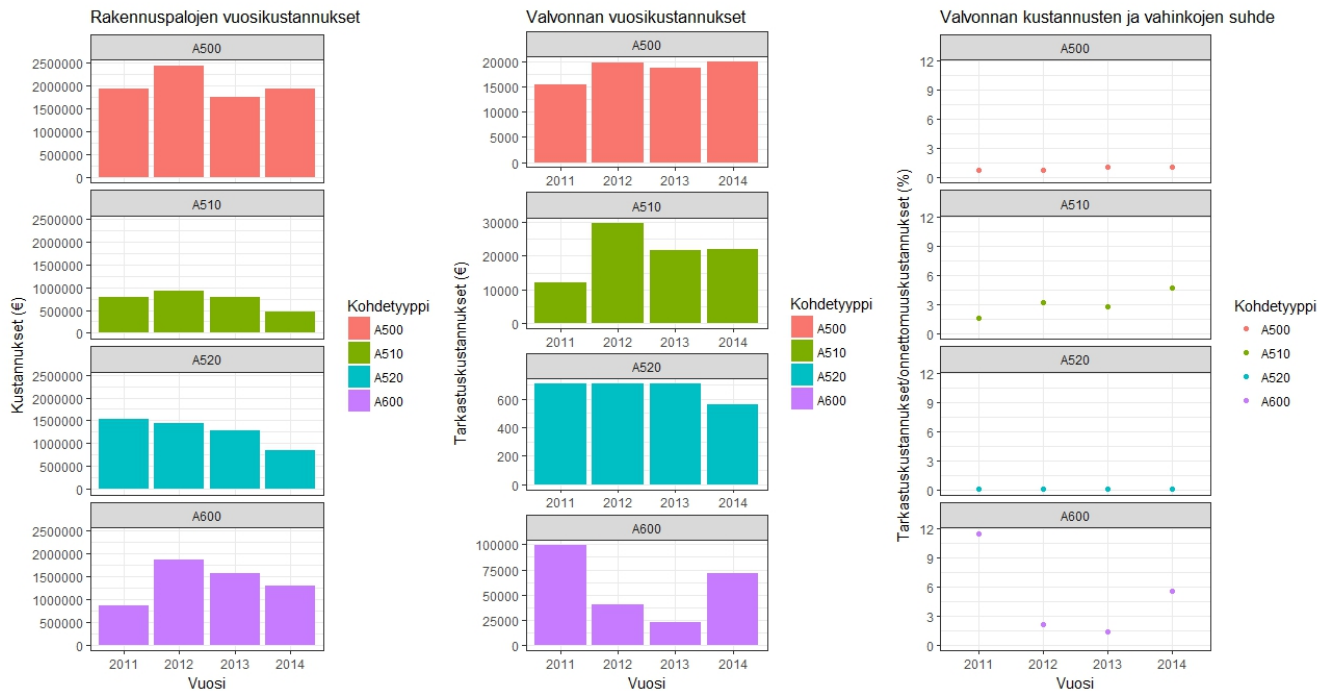 Rakennuspalojen vuosikustannukset
Kustannukset (€)
A500
2500000
2000000
1500000
1000000
500000
0
A510
2500000
2000000
1500000
1000000
500000
0
A520
2500000
2000000
1500000
1000000
500000
0
A600
2500000
2000000
1500000
1000000
500000
0
2011 2012 2013 2014
Vuosi
Kohdetyyppi
A500
A510
A520
A600
Valvonnan vuosikustannukset
Tarkastuskustannukset (€)
A500
20000
15000
10000
5000
0
2011 2012 2013 2014
A510
30000
20000
10000
0
2011 2012 2013 2014
A520
600
400
200
0
2011 2012 2013 2014
A600
100000
75000
50000
25000
0
2011 2012 2013 2014
Vuosi
Kohdetyyppi
A500
A510
A520
A600
Valvonnan kustannusten ja vahinkojen suhde
Tarkastuskustannukset/onnettomuuskustannukset (%)
A500
12
9
6
3
0
A510
12
9
6
3
0
A520
12
9
6
3
0
A600
12
9
6
3
0
2011 2012 2013 2014
Vuosi
Kohdetyyppi
A500
A510
A520
A600